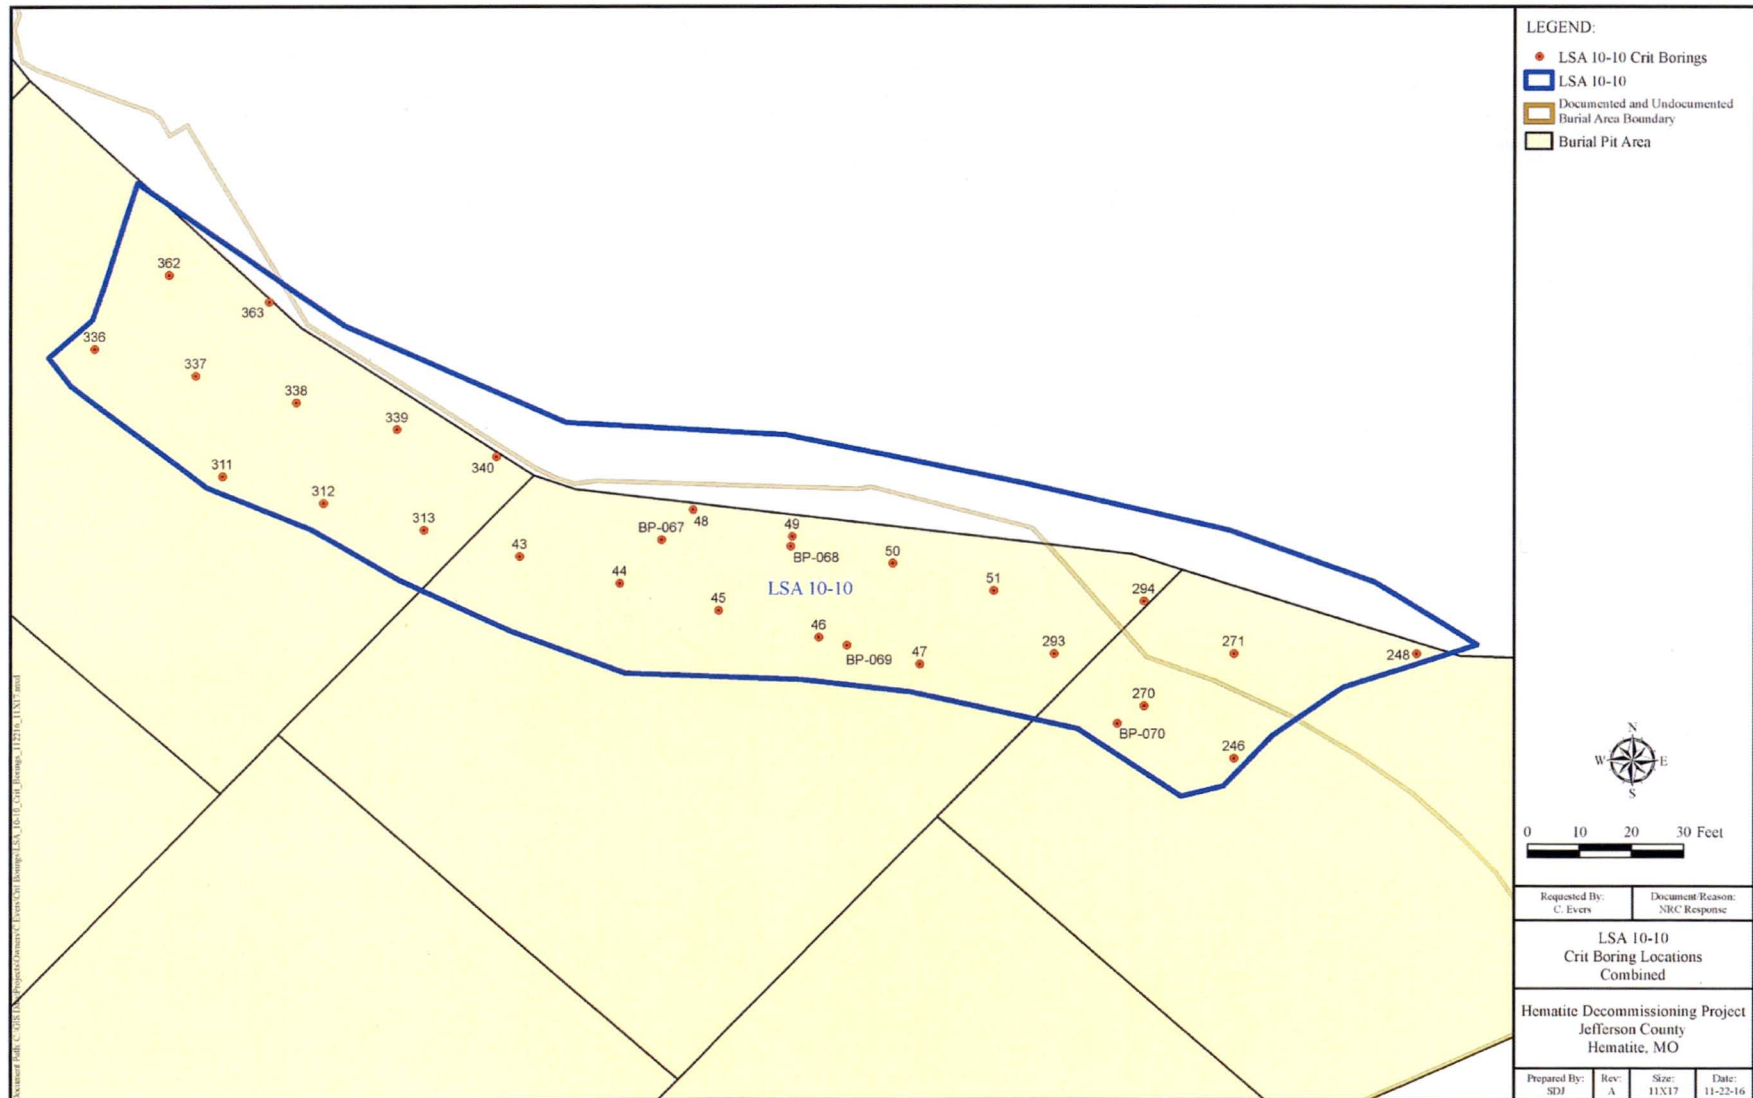 LEGEND:
LSA 10-10 Crit Borings
LSA 10-10
Documented and Undocumented
Burial Area Boundary
Burial Pit Area
362
363
336
337
338
339
340
311
312
313
43
44
BP-067
48
49
BP-068
50
LSA 10-10
45
51
294
46
BP-069
47
293
271
248
270
BP-070
246
N
W
E
S
0 10 20 30 Feet
Requested By:
C. Evers
Document/Reason:
NRC Response
LSA 10-10
Crit Boring Locations
Combined
Hematite Decommissioning Project
Jefferson County
Hematite, MO
Prepared By:
SDJ
Rev:
A
Size:
11X17
Date:
11-22-16